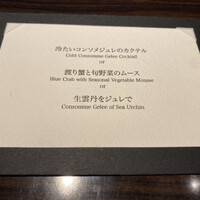 冷たいコンソメジュレのカクテル
Cold Consomme Gelee Cocktail
or
渡り蟹と旬野菜のムース
Blue Crab with Seasonal Vegetable Mousse
or
生雲丹をジュレで
Consomme Gelee of Sea Urchin